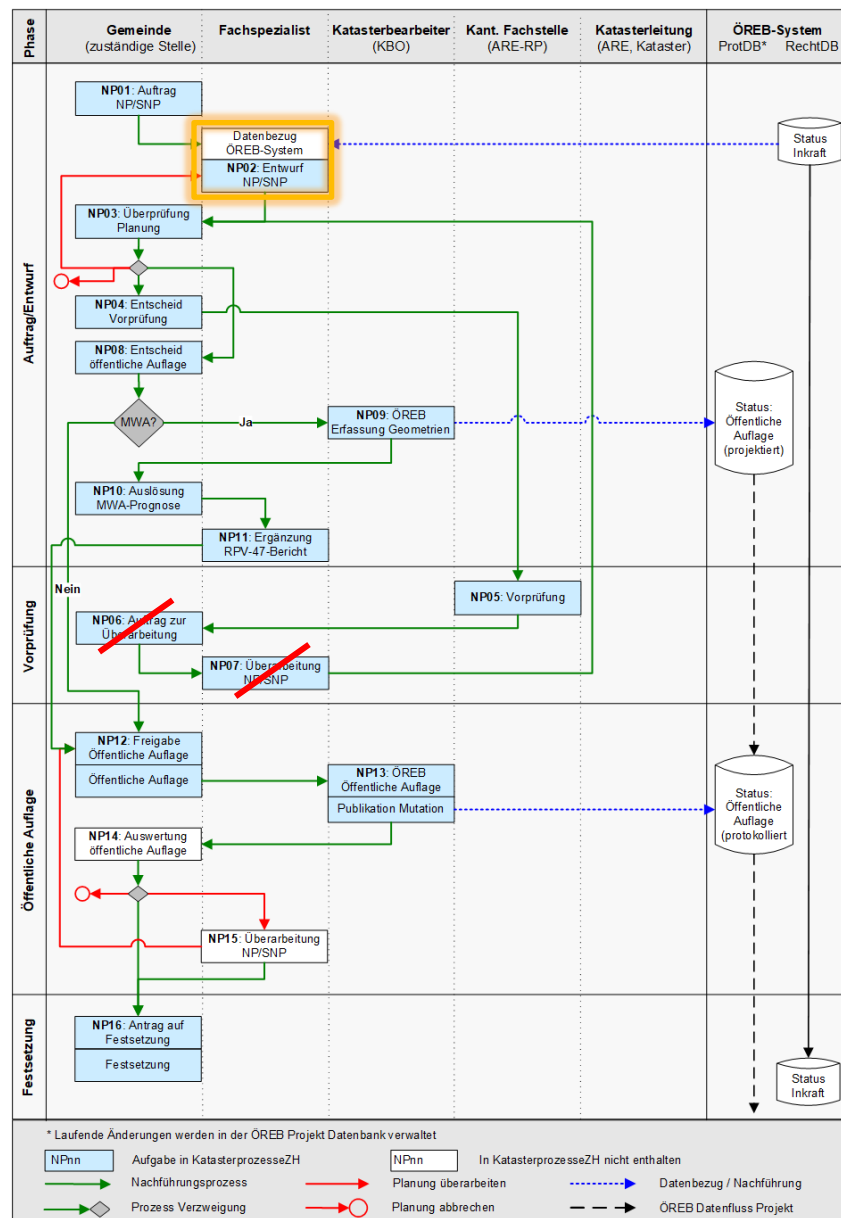 Phase
Gemeinde
(zuständige Stelle)
Fachspezialist
Katasterbearbeiter
(KBO)
Kant. Fachstelle
(ARE-RP)
Katasterleitung
(ARE, Kataster)
ÖREB-System
ProtDB* RechtDB
Auftrag/Entwurf
NP01: Auftrag
NP/SNP
Datenbezug
ÖREB-System
NP02: Entwurf
NP/SNP
Status
Inkraft
NP03: Überprüfung
Planung
NP04: Entscheid
Vorprüfung
NP08: Entscheid
öffentliche Auflage
MWA?
Ja
NP09: ÖREB
Erfassung Geometrien
Status:
Öffentliche
Auflage
(projektiert)
NP10: Auslösung
MWA-Prognose
NP11: Ergänzung
RPV-47-Bericht
Nein
Vorprüfung
NP05: Vorprüfung
NP06: Auftrag zur
Überarbeitung
NP07: Überarbeitung
NP/SNP
Öffentliche Auflage
NP12: Freigabe
Öffentliche Auflage
Öffentliche Auflage
NP13: ÖREB
Öffentliche Auflage
Publikation Mutation
Status:
Öffentliche
Auflage
(protokolliert
NP14: Auswertung
öffentliche Auflage
NP15: Überarbeitung
NP/SNP
Festsetzung
NP16: Antrag auf
Festsetzung
Festsetzung
Status
Inkraft
* Laufende Änderungen werden in der ÖREB Projekt Datenbank verwaltet
NPnn Aufgabe in KatasterprozesseZH NPnn In KatasterprozesseZH nicht enthalten
Nachführungsprozess Planung überarbeiten Datenbezug / Nachführung
Prozess Verzweigung Planung abbrechen ÖREB Datenfluss Projekt